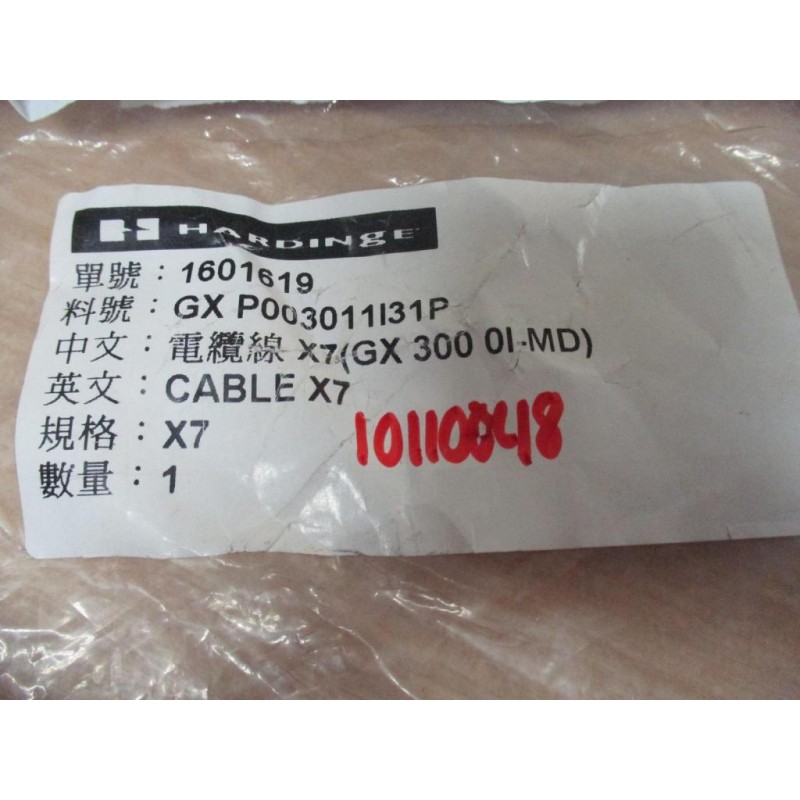 HARDINGE
單號：1601619
料號：GX P003011I31P
中文：電纜線 X7(GX 300 0I-MD)
英文：CABLE X7
規格：X7
10110048
數量：1